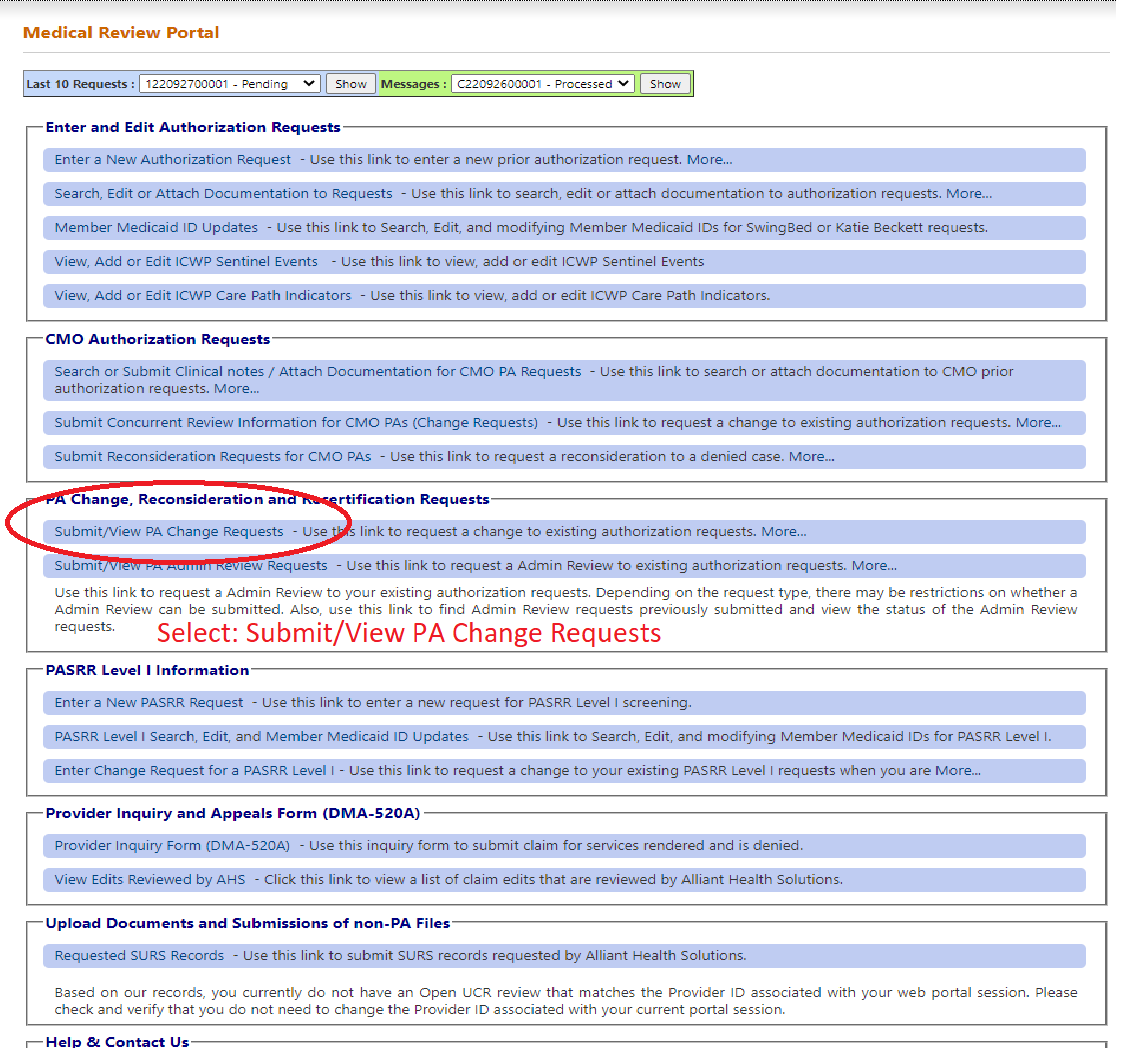 Medical Review Portal
Last 10 Requests : 122092700001 - Pending Show Messages : C22092600001 - Processed Show
Enter and Edit Authorization Requests
Enter a New Authorization Request - Use this link to enter a new prior authorization request. More...
Search, Edit or Attach Documentation to Requests - Use this link to search, edit or attach documentation to authorization requests. More...
Member Medicaid ID Updates - Use this link to Search, Edit, and modifying Member Medicaid IDs for SwingBed or Katie Beckett requests.
View, Add or Edit ICWP Sentinel Events - Use this link to view, add or edit ICWP Sentinel Events
View, Add or Edit ICWP Care Path Indicators - Use this link to view, add or edit ICWP Care Path Indicators.
CMO Authorization Requests
Search or Submit Clinical notes / Attach Documentation for CMO PA Requests - Use this link to search or attach documentation to CMO prior
authorization requests. More...
Submit Concurrent Review Information for CMO PAs (Change Requests) - Use this link to request a change to existing authorization requests. More...
Submit Reconsideration Requests for CMO PAs - Use this link to request a reconsideration to a denied case. More...
PA Change, Reconsideration and Recertification Requests
Submit/View PA Change Requests - Use this link to request a change to existing authorization requests. More...
Submit/View PA Admin Review Requests - Use this link to request a Admin Review to existing authorization requests. More...
Use this link to request a Admin Review to your existing authorization requests. Depending on the request type, there may be restrictions on whether a
Admin Review can be submitted. Also, use this link to find Admin Review requests previously submitted and view the status of the Admin Review
requests.
Select: Submit/View PA Change Requests
PASRR Level I Information
Enter a New PASRR Request - Use this link to enter a new request for PASRR Level I screening.
PASRR Level I Search, Edit, and Member Medicaid ID Updates - Use this link to Search, Edit, and modifying Member Medicaid IDs for PASRR Level I.
Enter Change Request for a PASRR Level I - Use this link to request a change to your existing PASRR Level I requests when you are More...
Provider Inquiry and Appeals Form (DMA-520A)
Provider Inquiry Form (DMA-520A) - Use this inquiry form to submit claim for services rendered and is denied.
View Edits Reviewed by AHS - Click this link to view a list of claim edits that are reviewed by Alliant Health Solutions.
Upload Documents and Submissions of non-PA Files
Requested SURS Records - Use this link to submit SURS records requested by Alliant Health Solutions.
Based on our records, you currently do not have an Open UCR review that matches the Provider ID associated with your web portal session. Please
check and verify that you do not need to change the Provider ID associated with your current portal session.
Help & Contact Us